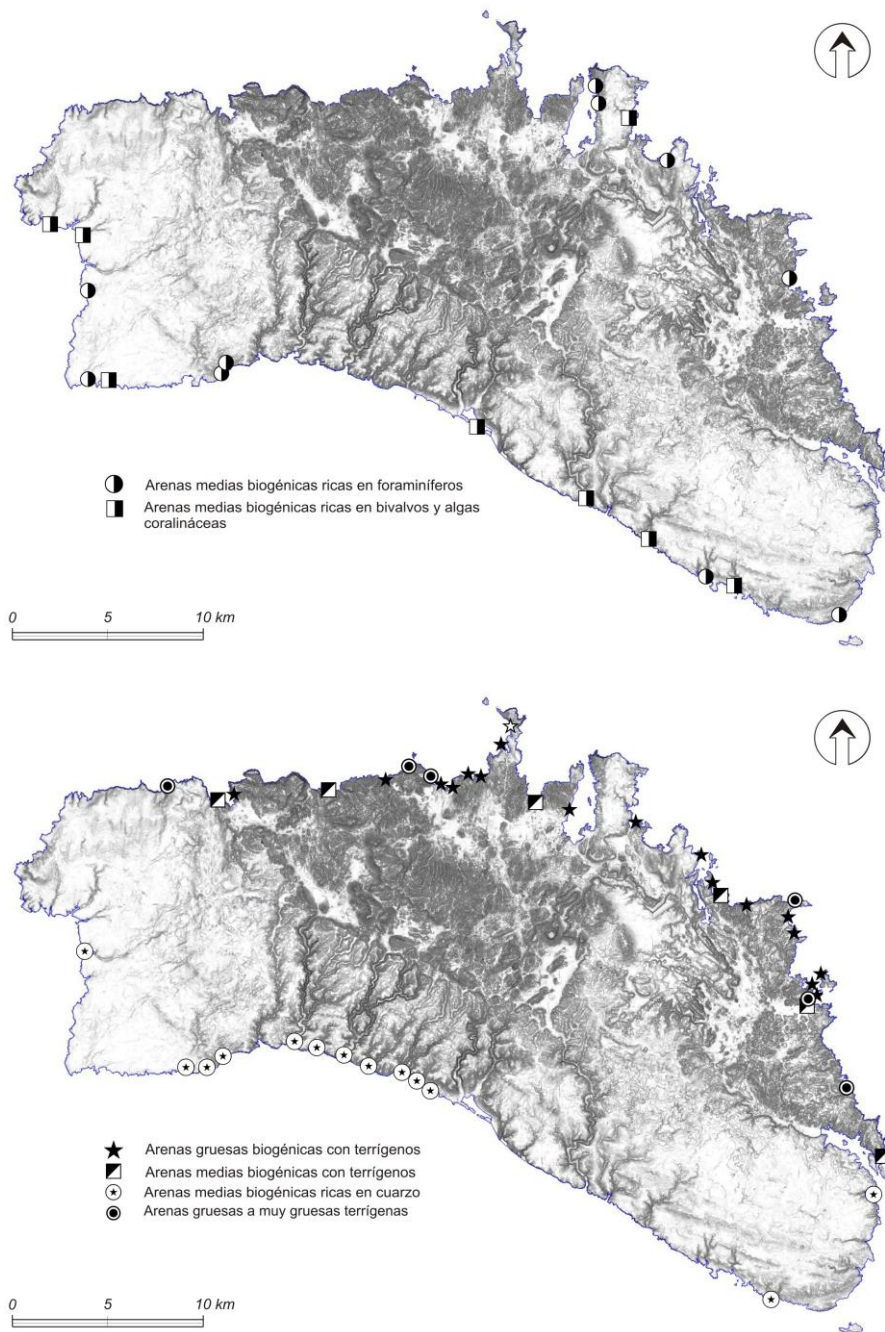 Arenas medias biogénicas ricas en foraminíferos
Arenas medias biogénicas ricas en bivalvos y algas
coralináceas
0 5 10 km
Arenas gruesas biogénicas con terrígenos
Arenas medias biogénicas con terrígenos
Arenas medias biogénicas ricas en cuarzo
Arenas gruesas a muy gruesas terrígenas
0 5 10 km